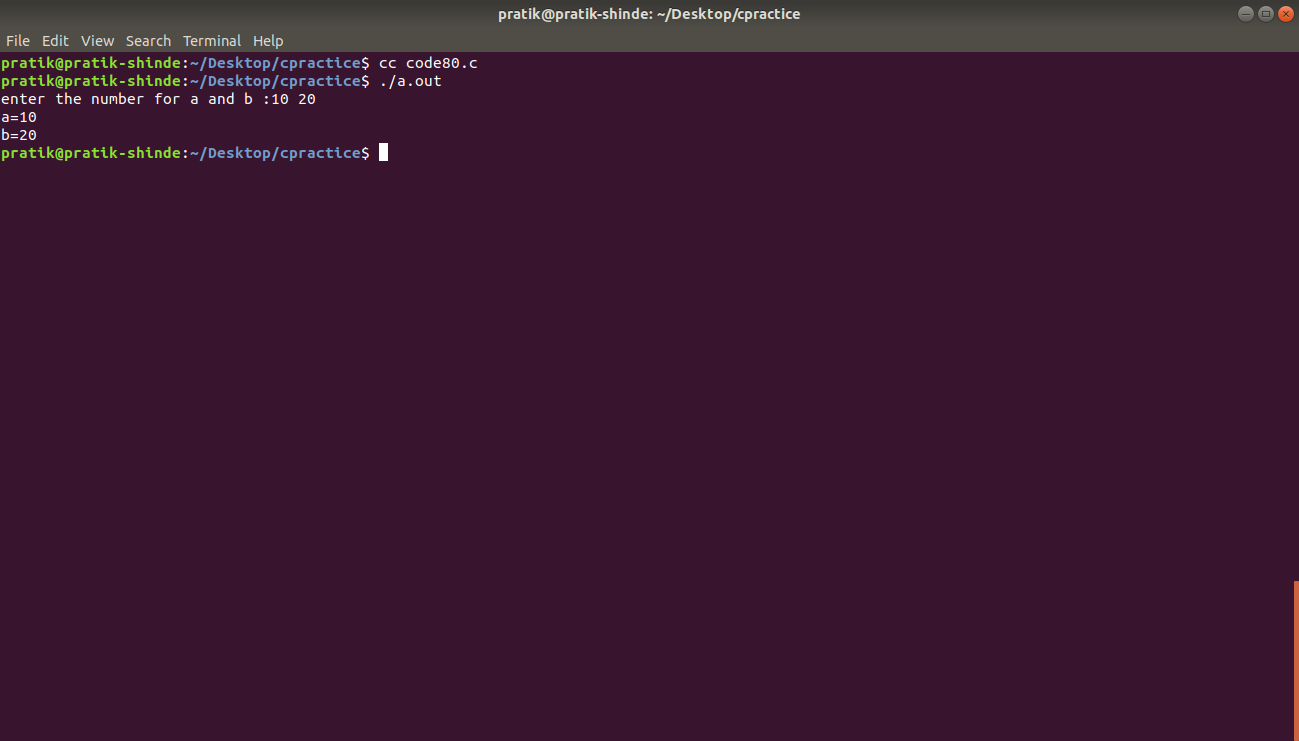 pratik@pratik-shinde: ~/Desktop/cpractice
File Edit View Search Terminal Help
pratik@pratik-shinde:~/Desktop/cpractice$ cc code80.c
pratik@pratik-shinde:~/Desktop/cpractice$ ./a.out
enter the number for a and b :10 20
a=10
b=20
pratik@pratik-shinde:~/Desktop/cpractice$